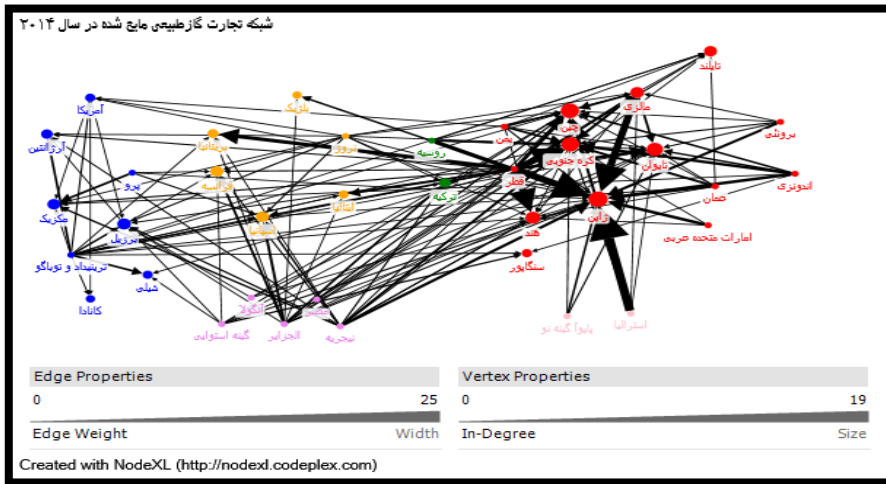 شبکه تجارت گازطبیعی مایع شده در سال ۲۰۱۴
تایلند
آمریکا
بلژیک
مالزی
چین
برونئی
آرژانتین
بریتانیا
نروژ
روسیه
یمن
کره جنوبی
تایوان
پرو
فرانسه
قطر
اندونزی
مکزیک
ایتالیا
ترکیه
عمان
ژاپن
برزیل
اسپانیا
هند
امارات متحده عربی
ترینیداد و توباگو
سنگاپور
شیلی
کانادا
آنگولا
مصر
گینه استوایی
الجزایر
نیجریه
پاپوآ گینه نو
استرالیا
Edge Properties
0 25
Edge Weight Width
Vertex Properties
0 19
In-Degree Size
Created with NodeXL (http://nodexl.codeplex.com)